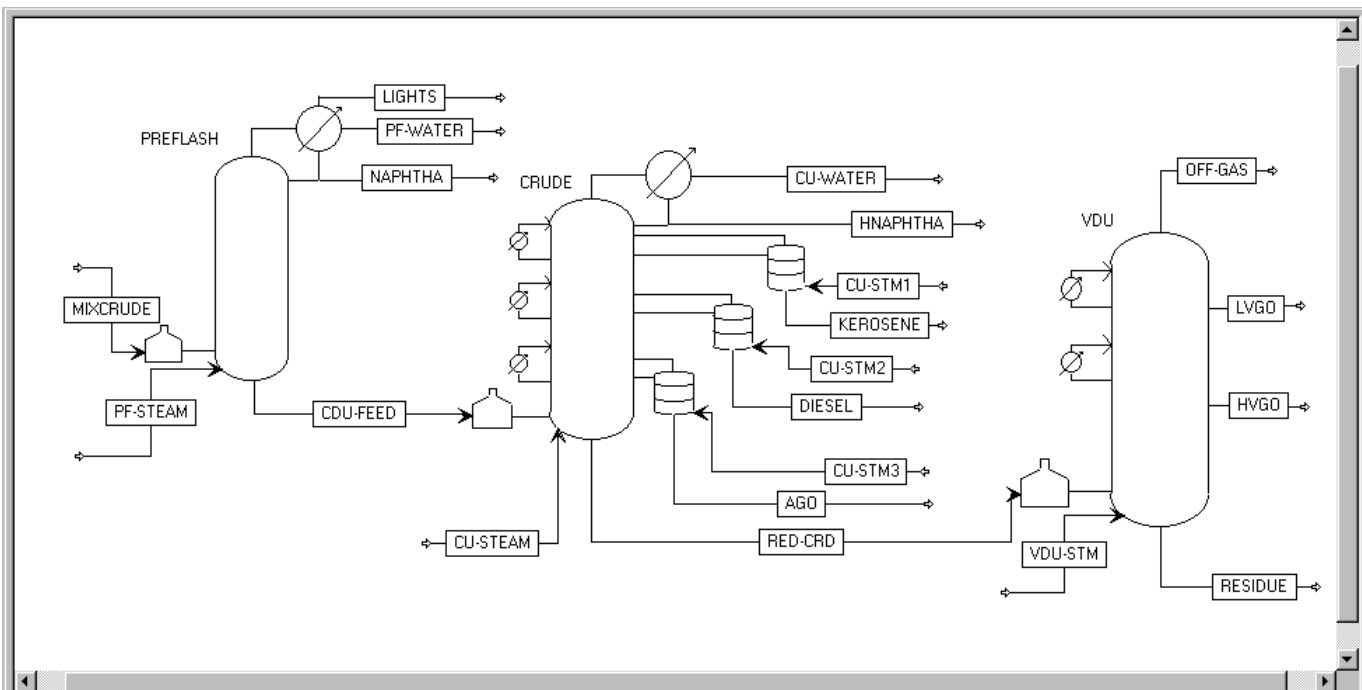 LIGHTS
PREFLASH
PF-WATER
NAPHTHA
MIXCRUDE
PF-STEAM
CDU-FEED
CRUDE
CU-WATER
HNAPHTHA
CU-STM1
KEROSENE
CU-STM2
DIESEL
CU-STM3
AGO
CU-STEAM
RED-CRD
OFF-GAS
VDU
LVGO
HVGO
VDU-STM
RESIDUE